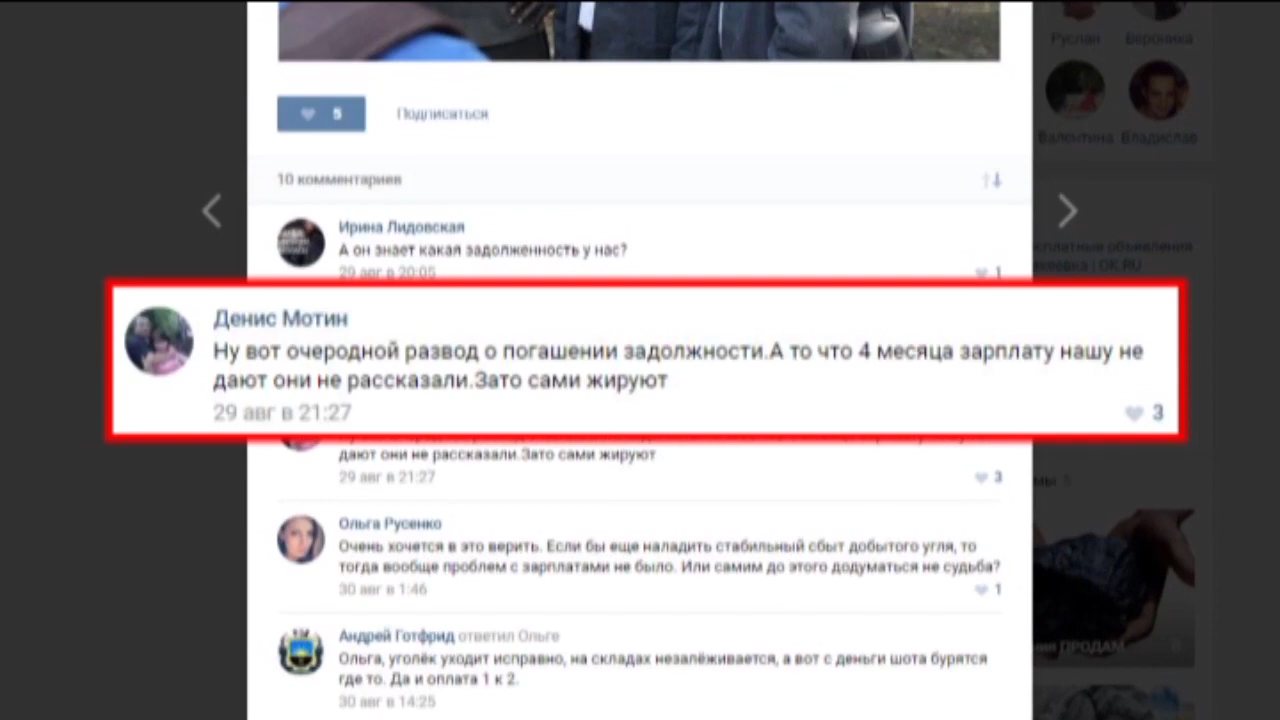 5 Подписаться
10 комментариев
Ирина Лидовская
А он знает какая задолженность у нас?
29 авг в 20:05 1
Денис Мотин
Ну вот очеродной развод о погашении задолжности.А то что 4 месяца зарплату нашу не
дают они не рассказали.Зато сами жируют
29 авг в 21:27 3
дают они не рассказали.Зато сами жируют
29 авг в 21:27 3
Ольга Русенко
Очень хочется в это верить. Если бы еще наладить стабильный сбыт добытого угля, то
тогда вообще проблем с зарплатами не было. Или самим до этого додуматься не судьба?
30 авг в 1:46 1
Андрей Готфрид ответил Ольге
Ольга, уголёк уходит исправно, на складах незалёживается, а вот с деньги шота бурятся
где то. Да и оплата 1 к 2.
30 авг в 14:25
Руслан Вероника
Валентина Владислав
объявления
OK.RU
ПРОДАМ